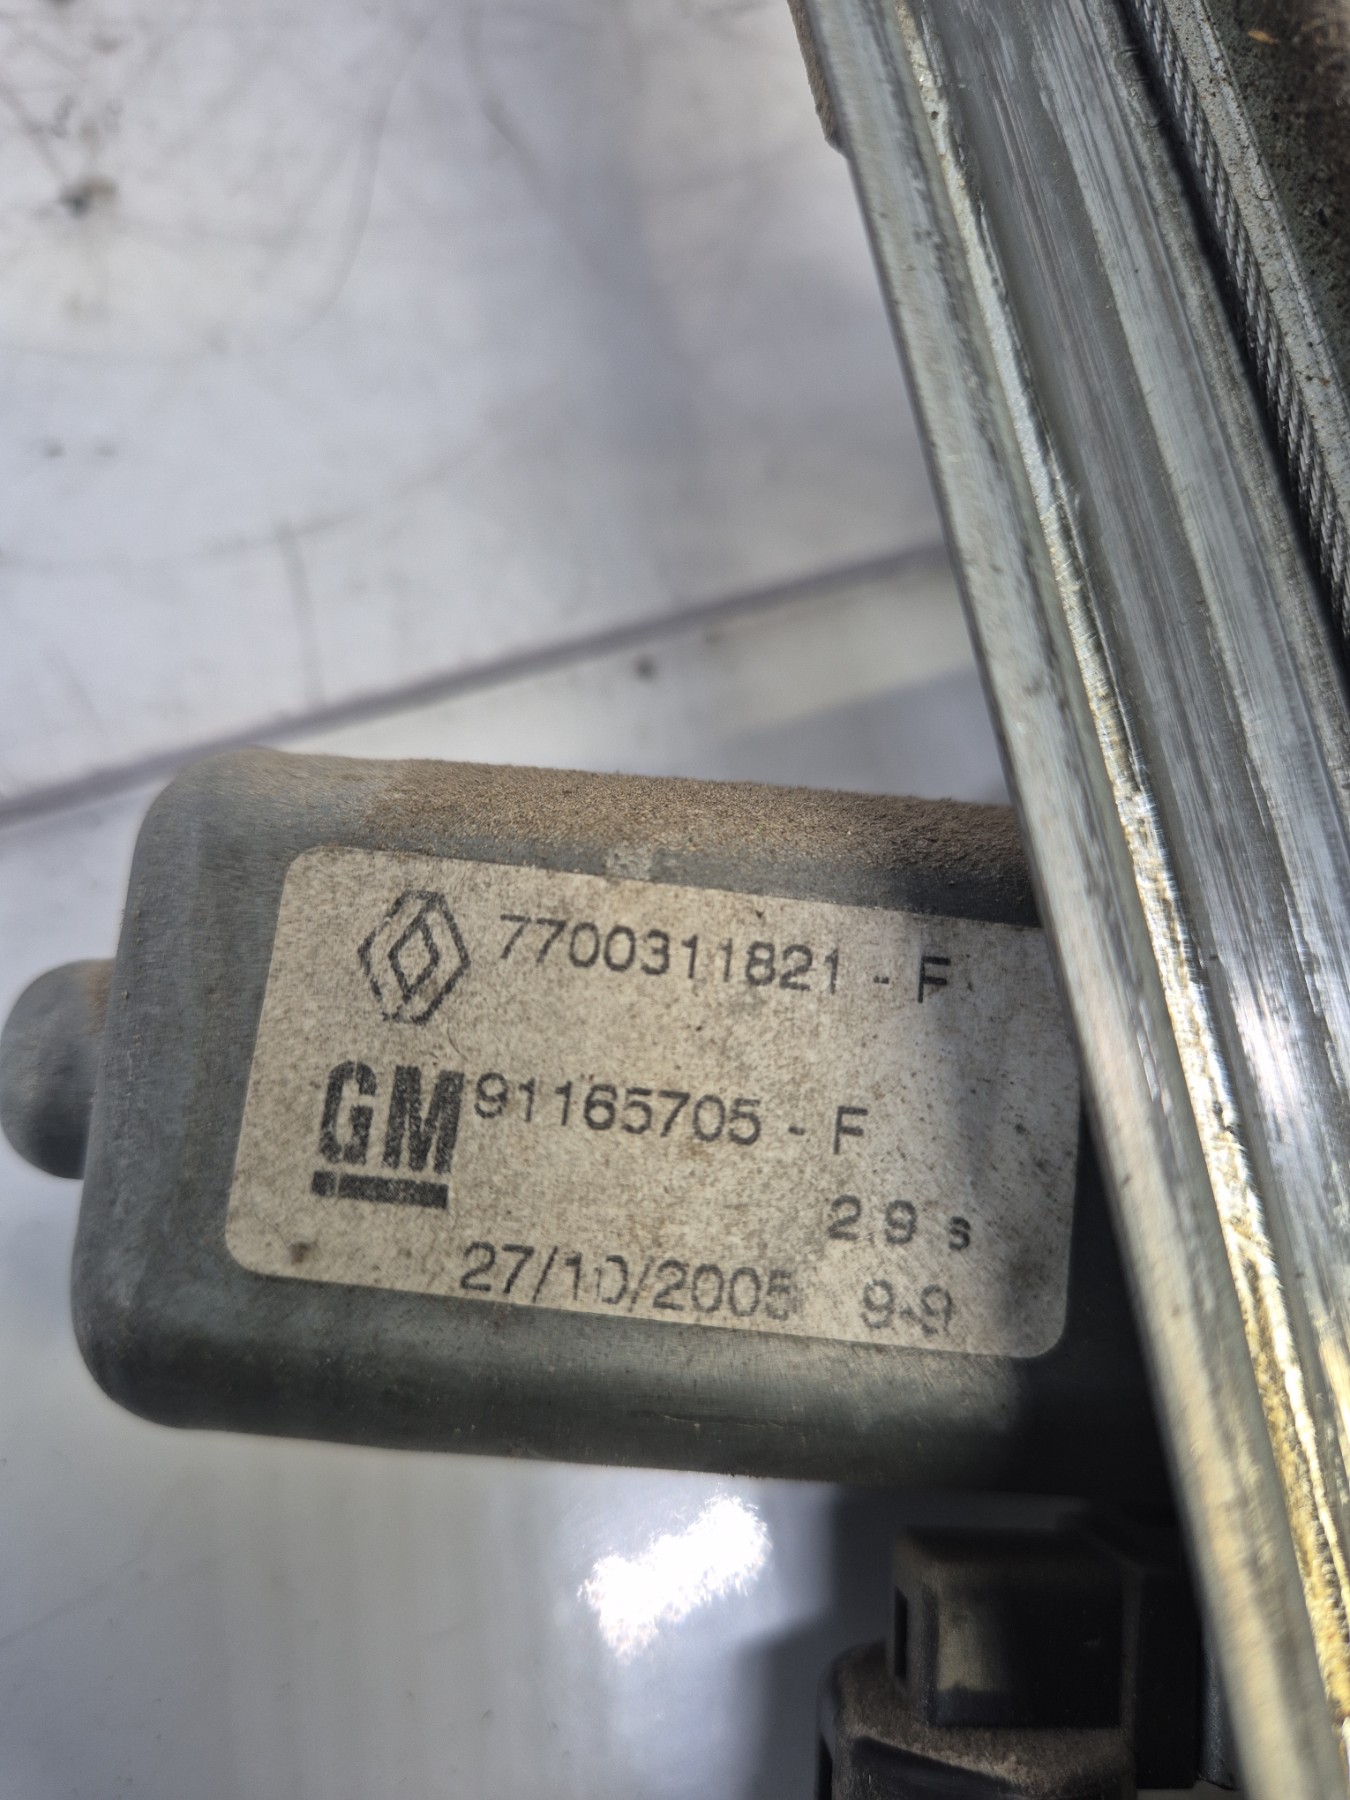 7700311821 - F
GM 91165705 - F
2.9 s
27/10/2005 9-9